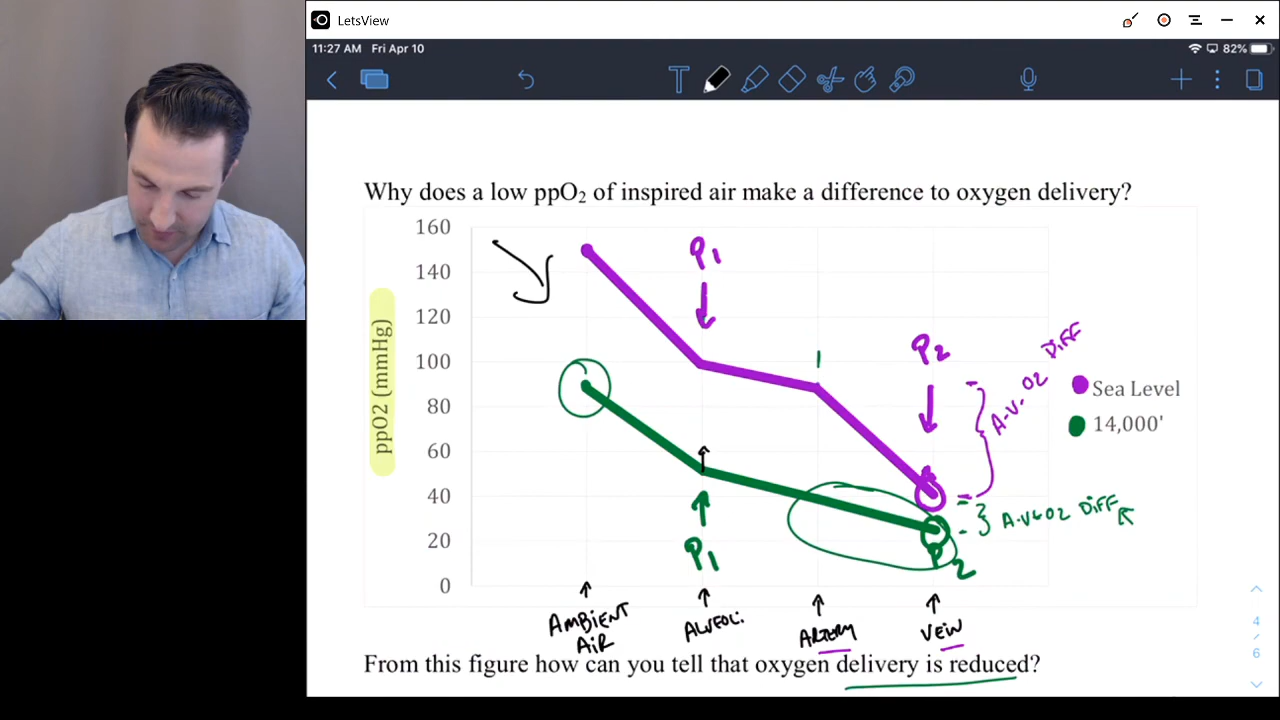 LetsView
11:27 AM Fri Apr 10
82%
Why does a low ppO2 of inspired air make a difference to oxygen delivery?
160
140
120
100
80
60
40
20
0
ppO2 (mmHg)
P1
P2
A-V-O2 DIFF
Sea Level
14,000'
A-V-O2 DIFF
P1
P2
AMBIENT
AIR
ALVEOLI
ARTERY
VEIN
From this figure how can you tell that oxygen delivery is reduced?
4
/
6